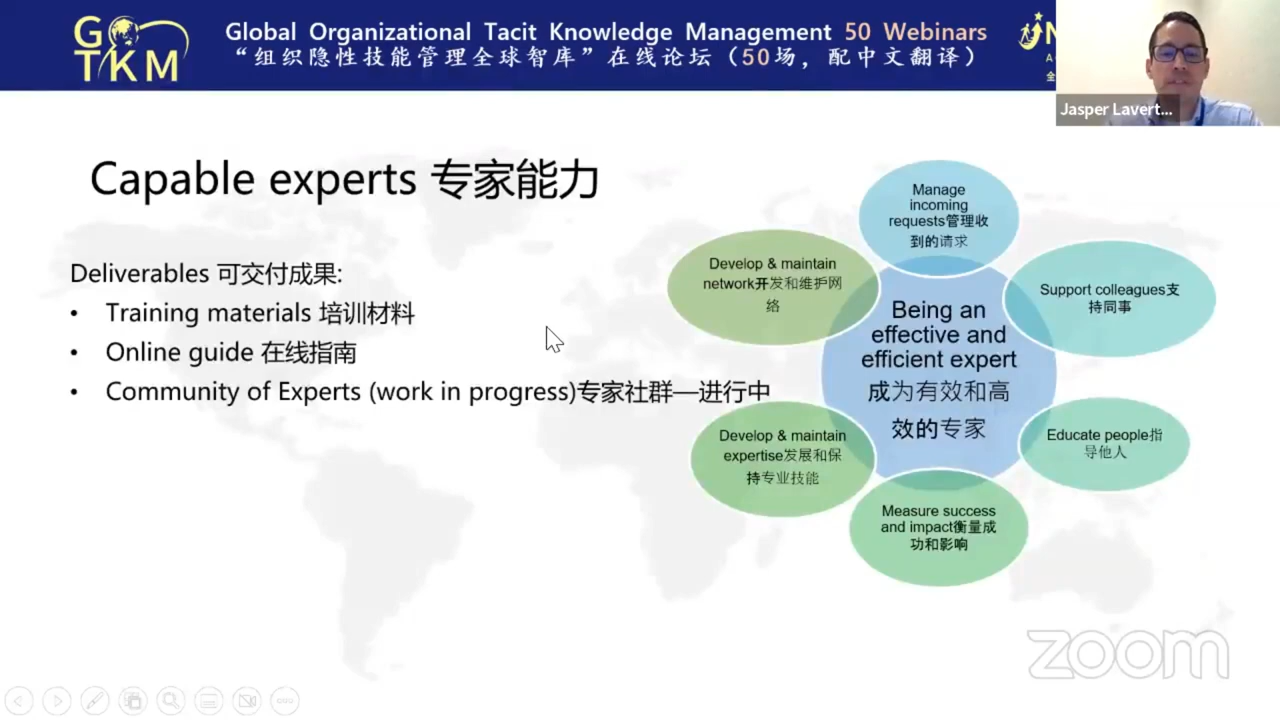 GO
TKM
Global Organizational Tacit Knowledge Management 50 Webinars
“组织隐性技能管理全球智库”在线论坛（50场，配中文翻译）
N
A
全
Jasper Lavert...
Capable experts 专家能力
Deliverables 可交付成果:
• Training materials 培训材料
• Online guide 在线指南
• Community of Experts (work in progress)专家社群—进行中
Manage
incoming
requests管理收
到的请求
Support colleagues支
持同事
Educate people指
导他人
Measure success
and impact衡量成
功和影响
Develop & maintain
expertise发展和保
持专业技能
Develop & maintain
network开发和维护网
络
Being an
effective and
efficient expert
成为有效和高
效的专家
zoom